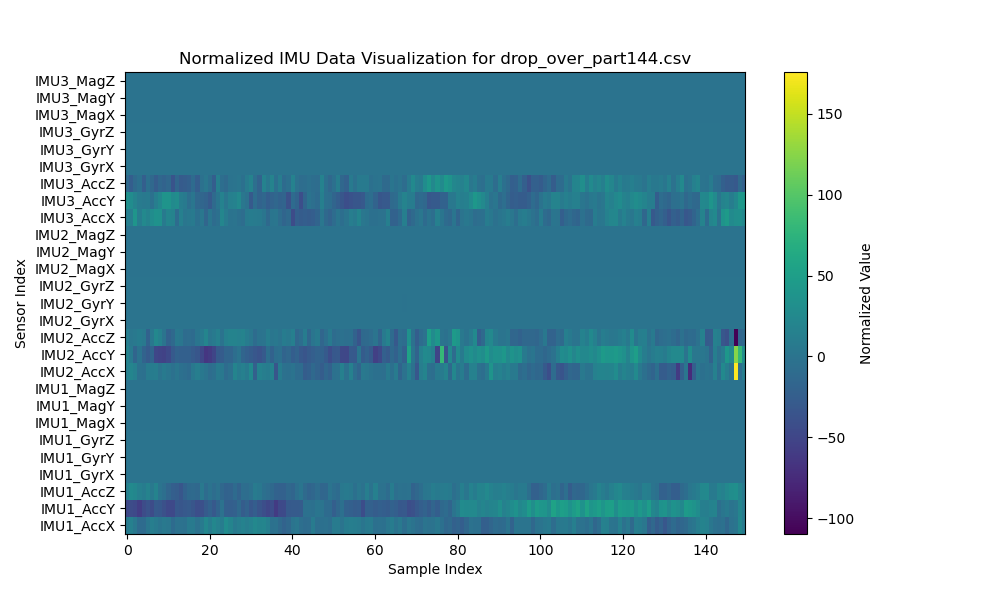 Normalized IMU Data Visualization for drop_over_part144.csv
IMU3_MagZ
IMU3_MagY
IMU3_MagX
IMU3_GyrZ
IMU3_GyrY
IMU3_GyrX
IMU3_AccZ
IMU3_AccY
IMU3_AccX
IMU2_MagZ
IMU2_MagY
IMU2_MagX
IMU2_GyrZ
IMU2_GyrY
IMU2_GyrX
IMU2_AccZ
IMU2_AccY
IMU2_AccX
IMU1_MagZ
IMU1_MagY
IMU1_MagX
IMU1_GyrZ
IMU1_GyrY
IMU1_GyrX
IMU1_AccZ
IMU1_AccY
IMU1_AccX
Sensor Index
0 20 40 60 80 100 120 140
Sample Index
150
100
50
0
−50
−100
Normalized Value